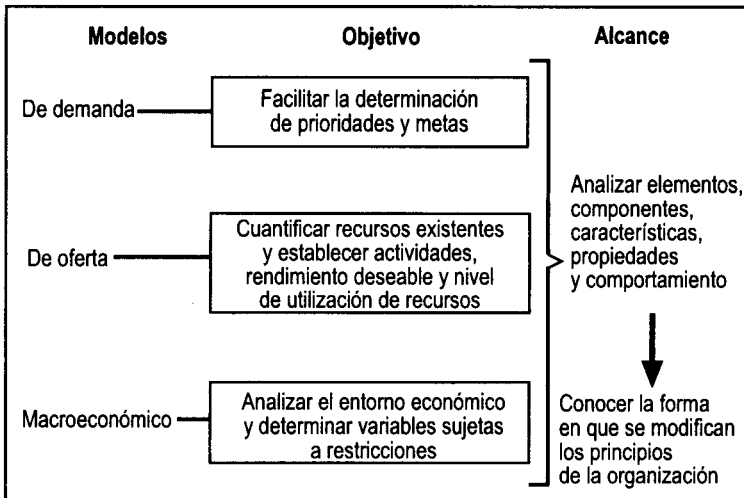 Modelos Objetivo Alcance
De demanda
Facilitar la determinación
de prioridades y metas
De oferta
Cuantificar recursos existentes
y establecer actividades,
rendimiento deseable y nivel
de utilización de recursos
Macroeconómico
Analizar el entorno económico
y determinar variables sujetas
a restricciones
Analizar elementos,
componentes,
características,
propiedades
y comportamiento
Conocer la forma
en que se modifican
los principios
de la organización